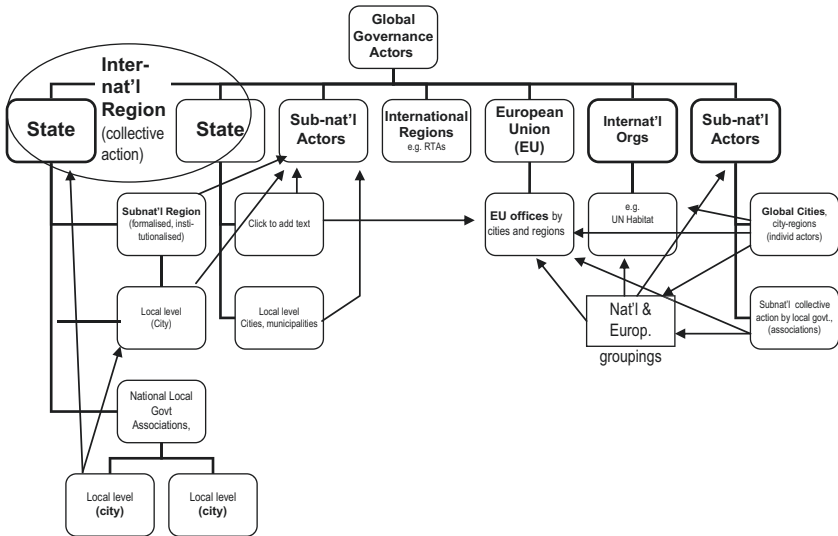 Global
Governance
Actors
Inter-
nat'l
Region
(collective
action)
State
State
Sub-nat'l
Actors
International
Regions
e.g. RTAs
European
Union
(EU)
Internat'l
Orgs
Sub-nat'l
Actors
Subnat'l Region
(formalised, insti-
tutionalised)
Click to add text
EU offices by
cities and regions
e.g.
UN Habitat
Global Cities,
city-regions
(individ actors)
Local level
(City)
Local level
Cities, municipalities
Nat'l &
Europ.
groupings
Subnat'l collective
action by local govt.,
(associations)
National Local
Govt
Associations,
Local level
(city)
Local level
(city)